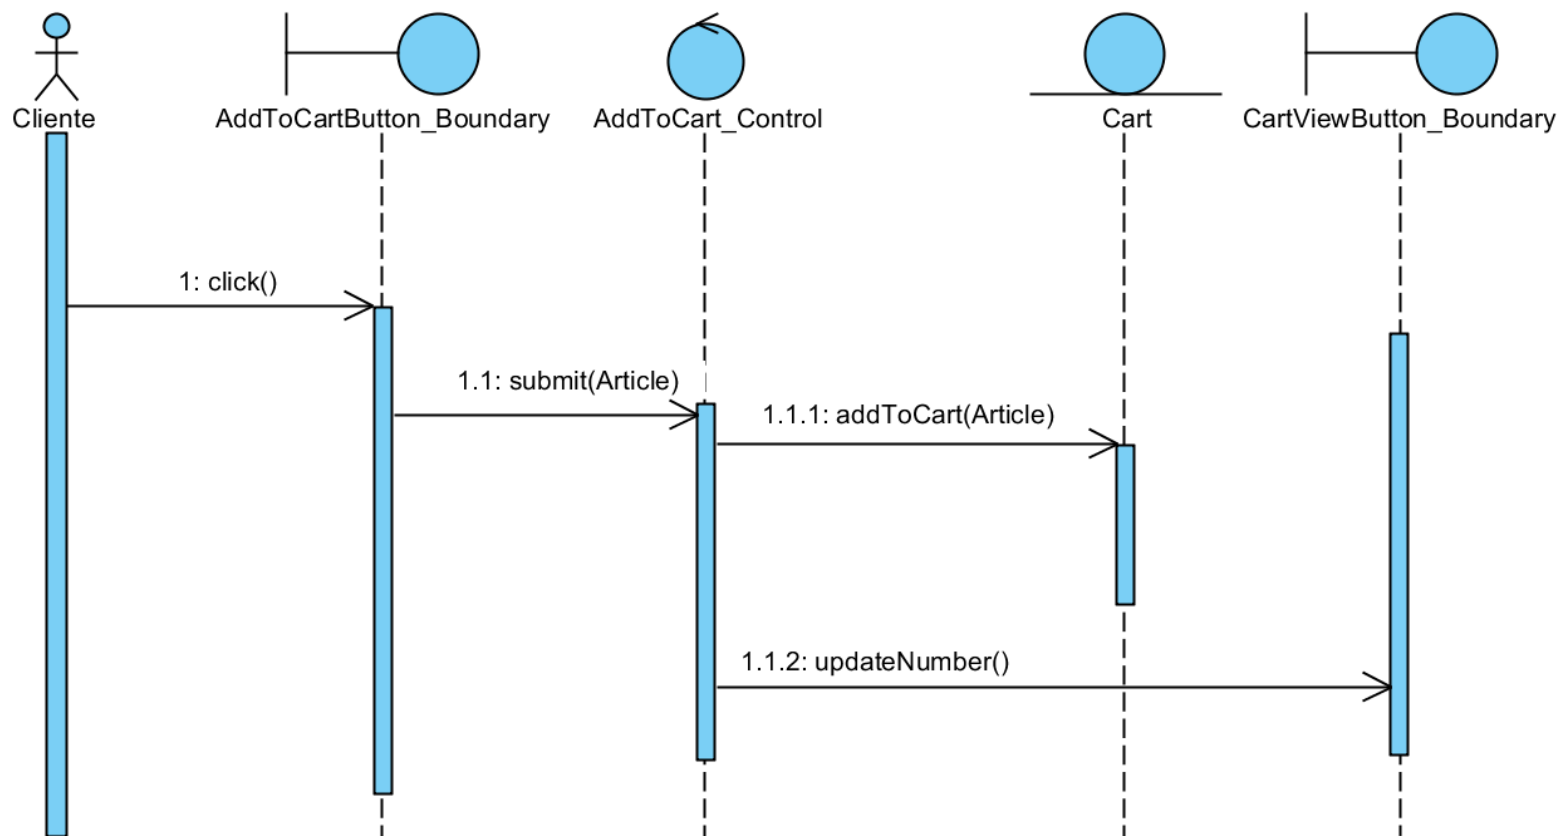 Cliente
AddToCartButton_Boundary
AddToCart_Control
Cart
CartViewButton_Boundary
1: click()
1.1: submit(Article)
1.1.1: addToCart(Article)
1.1.2: updateNumber()